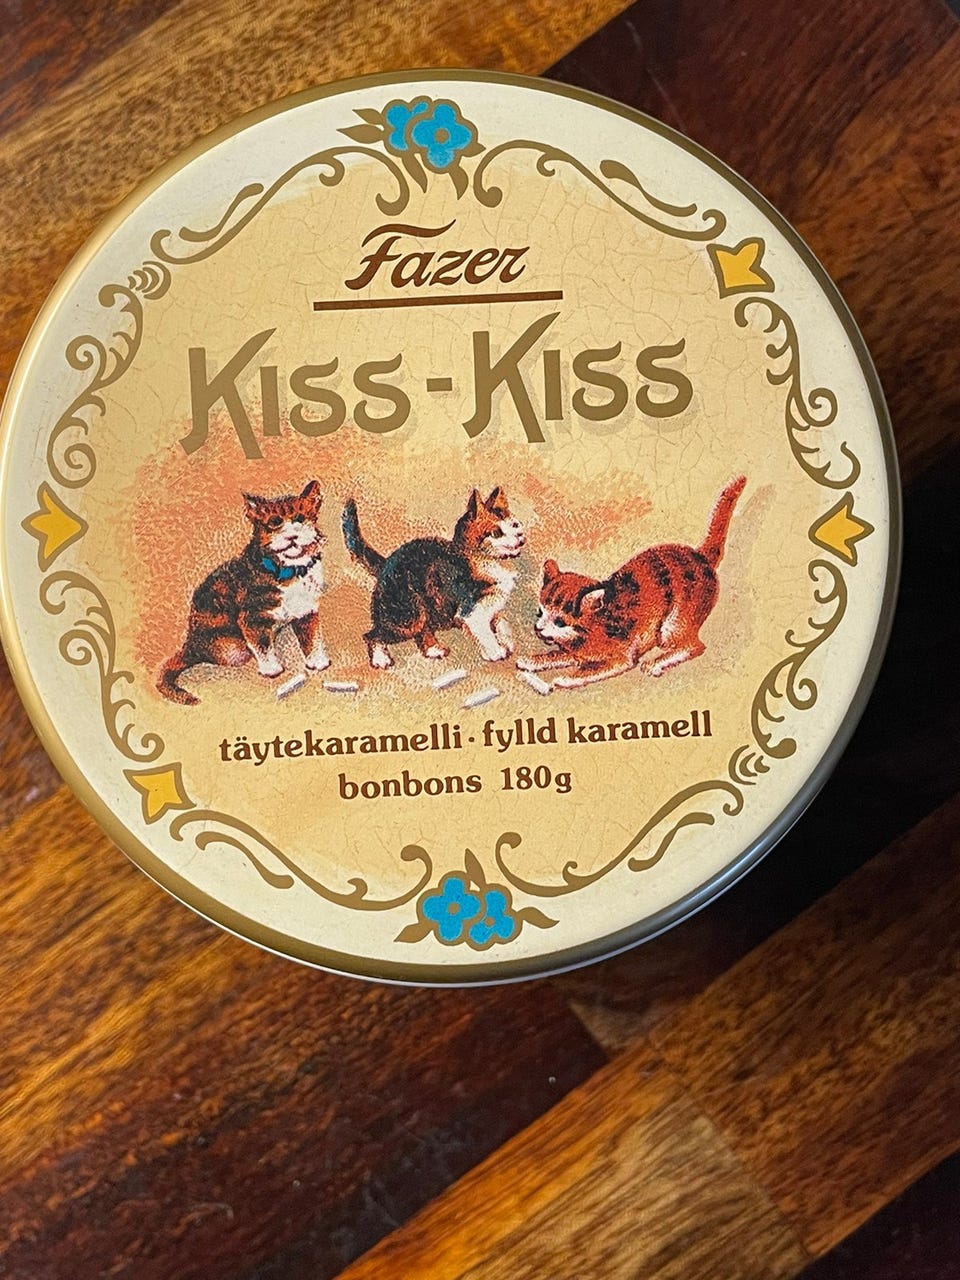 Fazer
KISS-KISS
täytekaramelli · fylld karamell
bonbons 180g